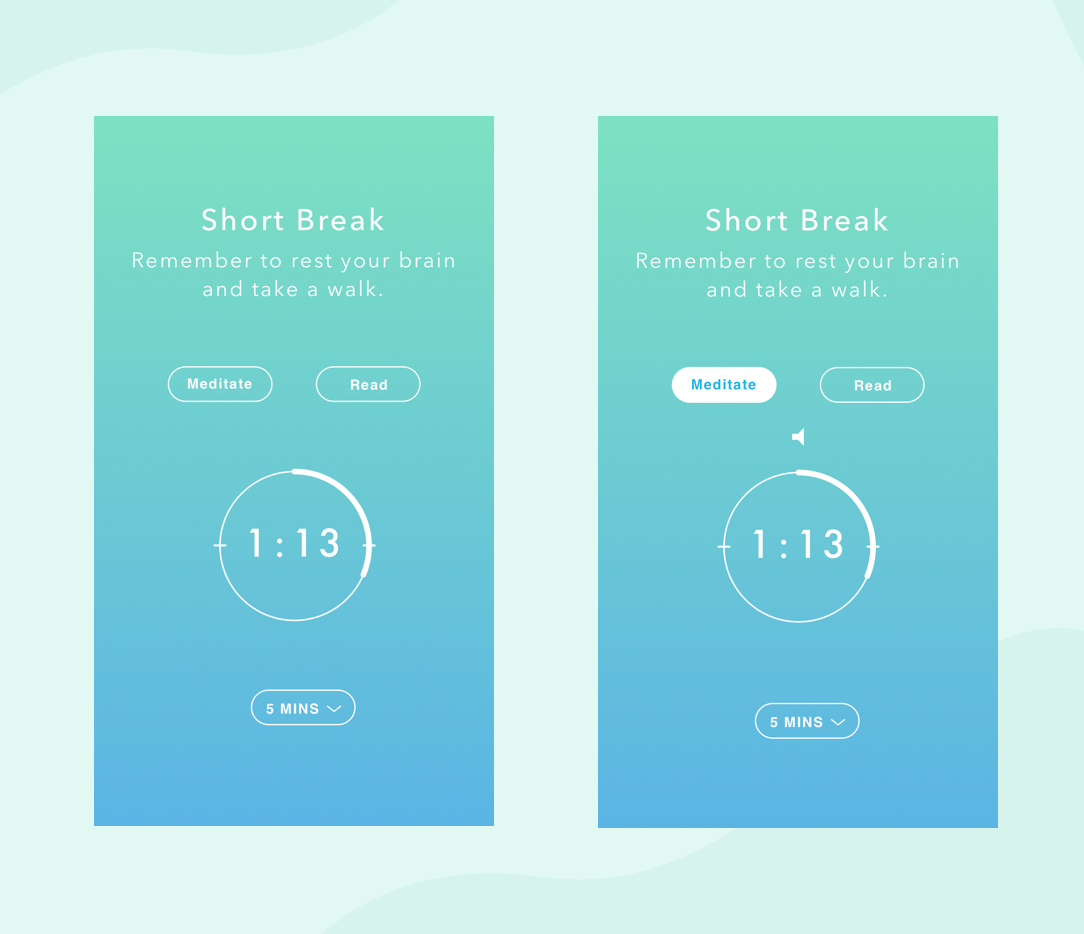 Short Break
Remember to rest your brain
and take a walk.
Meditate
Read
1:13
5 MINS
Short Break
Remember to rest your brain
and take a walk.
Meditate
Read
1:13
5 MINS